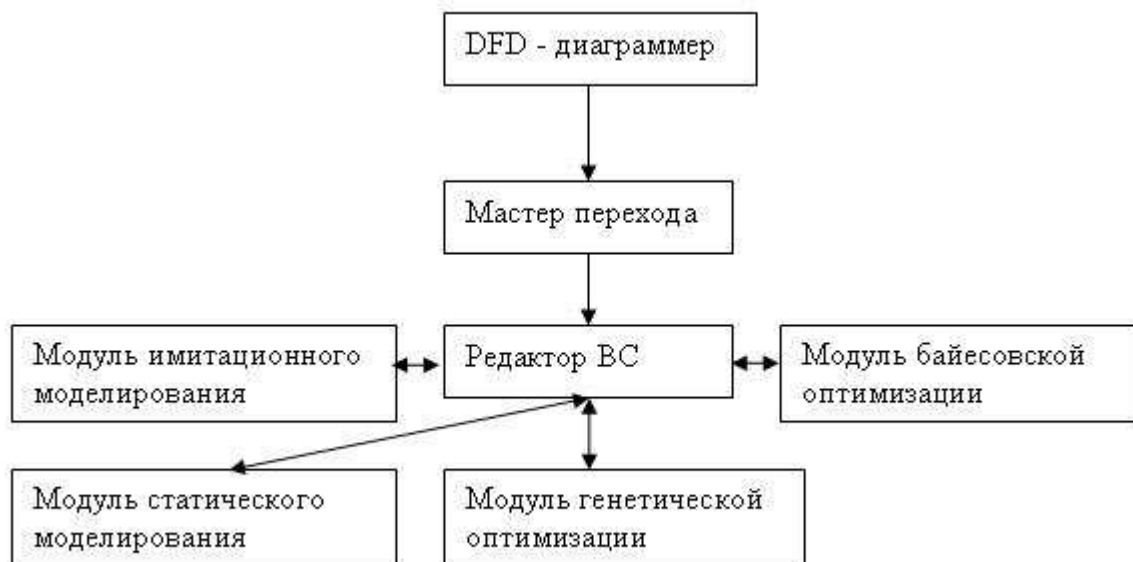 DFD - диаграммер
Мастер перехода
Модуль имитационного
моделирования
Редактор ВС
Модуль байесовской
оптимизации
Модуль статического
моделирования
Модуль генетической
оптимизации